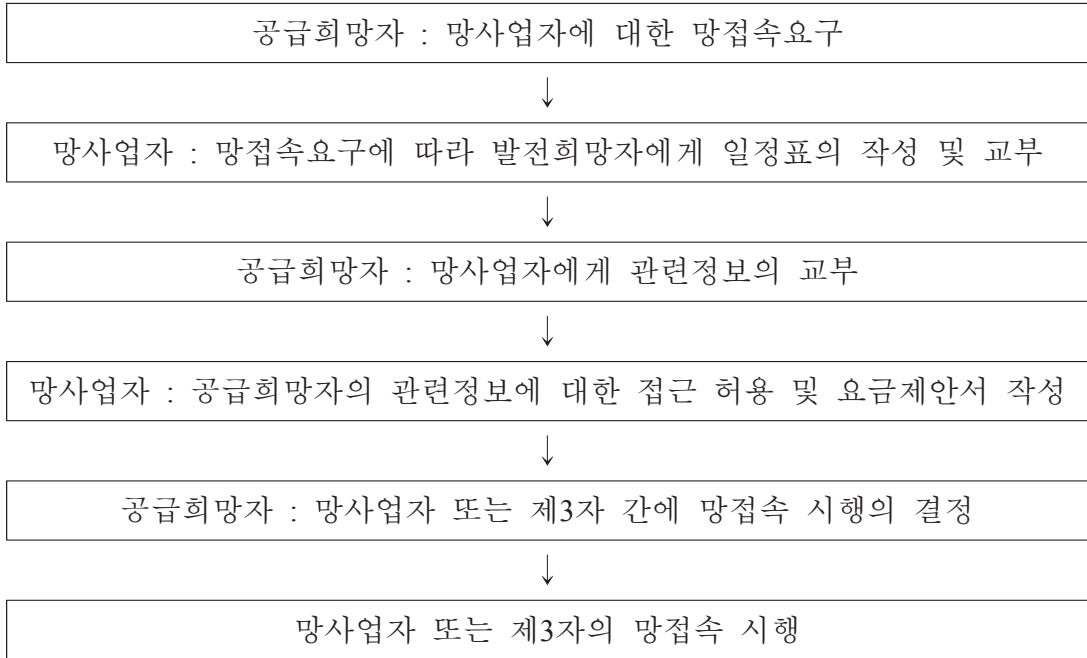 공급희망자 : 망사업자에 대한 망접속요구
↓
망사업자 : 망접속요구에 따라 발전희망자에게 일정표의 작성 및 교부
↓
공급희망자 : 망사업자에게 관련정보의 교부
↓
망사업자 : 공급희망자의 관련정보에 대한 접근 허용 및 요금제안서 작성
↓
공급희망자 : 망사업자 또는 제3자 간에 망접속 시행의 결정
↓
망사업자 또는 제3자의 망접속 시행